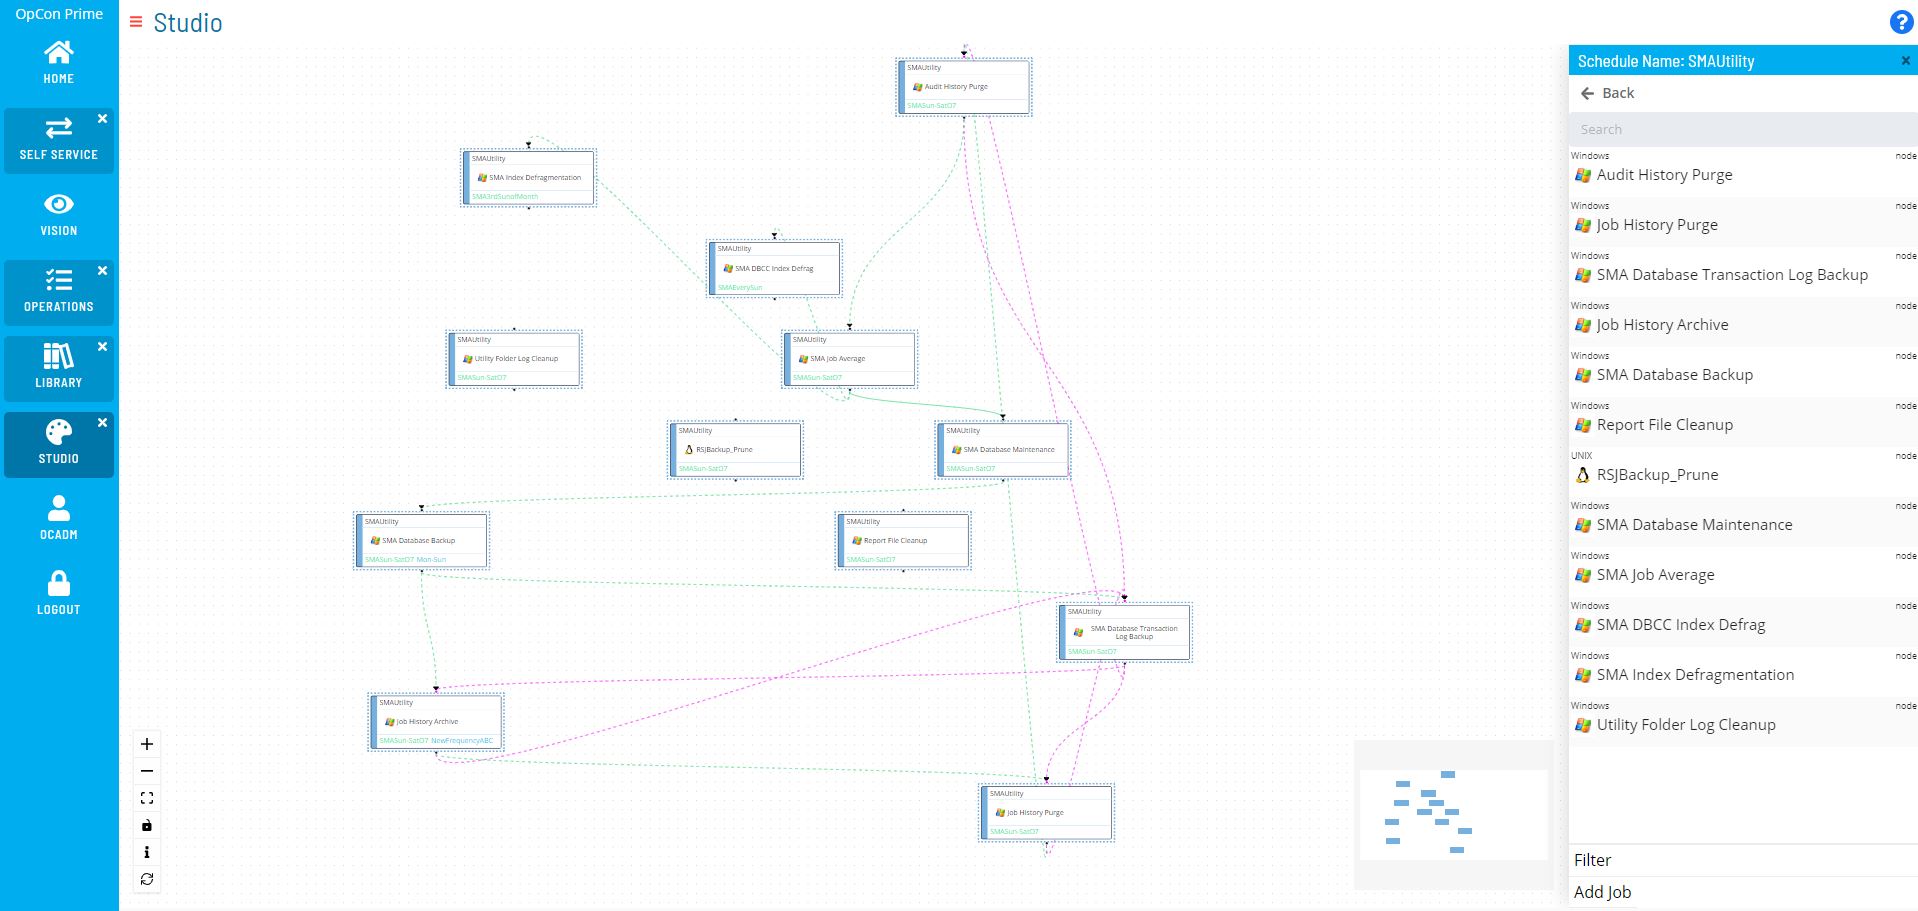 OpCon Prime
HOME
SELF SERVICE
VISION
OPERATIONS
LIBRARY
STUDIO
OCADM
LOGOUT
Studio
SMAUtility
Audit History Purge
SMASun-SatO7
SMAUtility
SMA Index Defragmentation
SMA3rdSunofMonth
SMAUtility
SMA DBCC Index Defrag
SMAEverySun
SMAUtility
Utility Folder Log Cleanup
SMASun-SatO7
SMAUtility
SMA Job Average
SMASun-SatO7
SMAUtility
RSJBackup_Prune
SMASun-SatO7
SMAUtility
SMA Database Maintenance
SMASun-SatO7
SMAUtility
SMA Database Backup
SMASun-SatO7 Mon-Sun
SMAUtility
Report File Cleanup
SMASun-SatO7
SMAUtility
SMA Database Transaction
Log Backup
SMASun-SatO7
SMAUtility
Job History Archive
SMASun-SatO7 NewFrequencyABC
SMAUtility
Job History Purge
SMASun-SatO7
Schedule Name: SMAUtility
Back
Search
Windows node
Audit History Purge
Windows node
Job History Purge
Windows node
SMA Database Transaction Log Backup
Windows node
Job History Archive
Windows node
SMA Database Backup
Windows node
Report File Cleanup
UNIX node
RSJBackup_Prune
Windows node
SMA Database Maintenance
Windows node
SMA Job Average
Windows node
SMA DBCC Index Defrag
Windows node
SMA Index Defragmentation
Windows node
Utility Folder Log Cleanup
Filter
Add Job